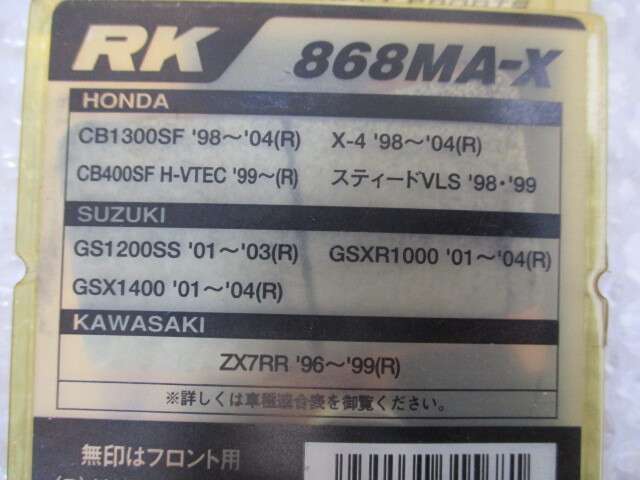 RK 868MA-X
HONDA
CB1300SF '98～'04(R) X-4 '98～'04(R)
CB400SF H-VTEC '99～(R) スティードVLS '98・'99
SUZUKI
GS1200SS '01～'03(R) GSXR1000 '01～'04(R)
GSX1400 '01～'04(R)
KAWASAKI
ZX7RR '96～'99(R)
※詳しくは車種適合表を御覧ください。
無印はフロント用